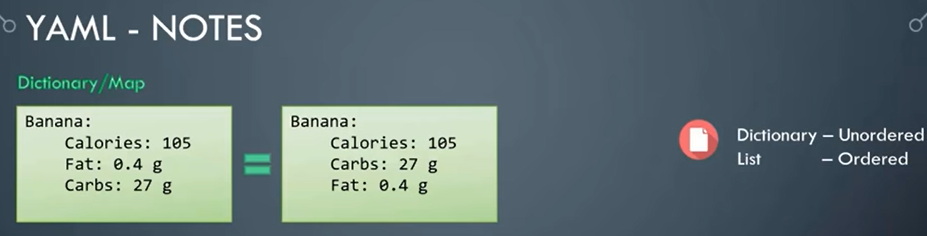 YAML - NOTES
Dictionary/Map
Banana:
Calories: 105
Fat: 0.4 g
Carbs: 27 g
Banana:
Calories: 105
Carbs: 27 g
Fat: 0.4 g
Dictionary – Unordered
List – Ordered